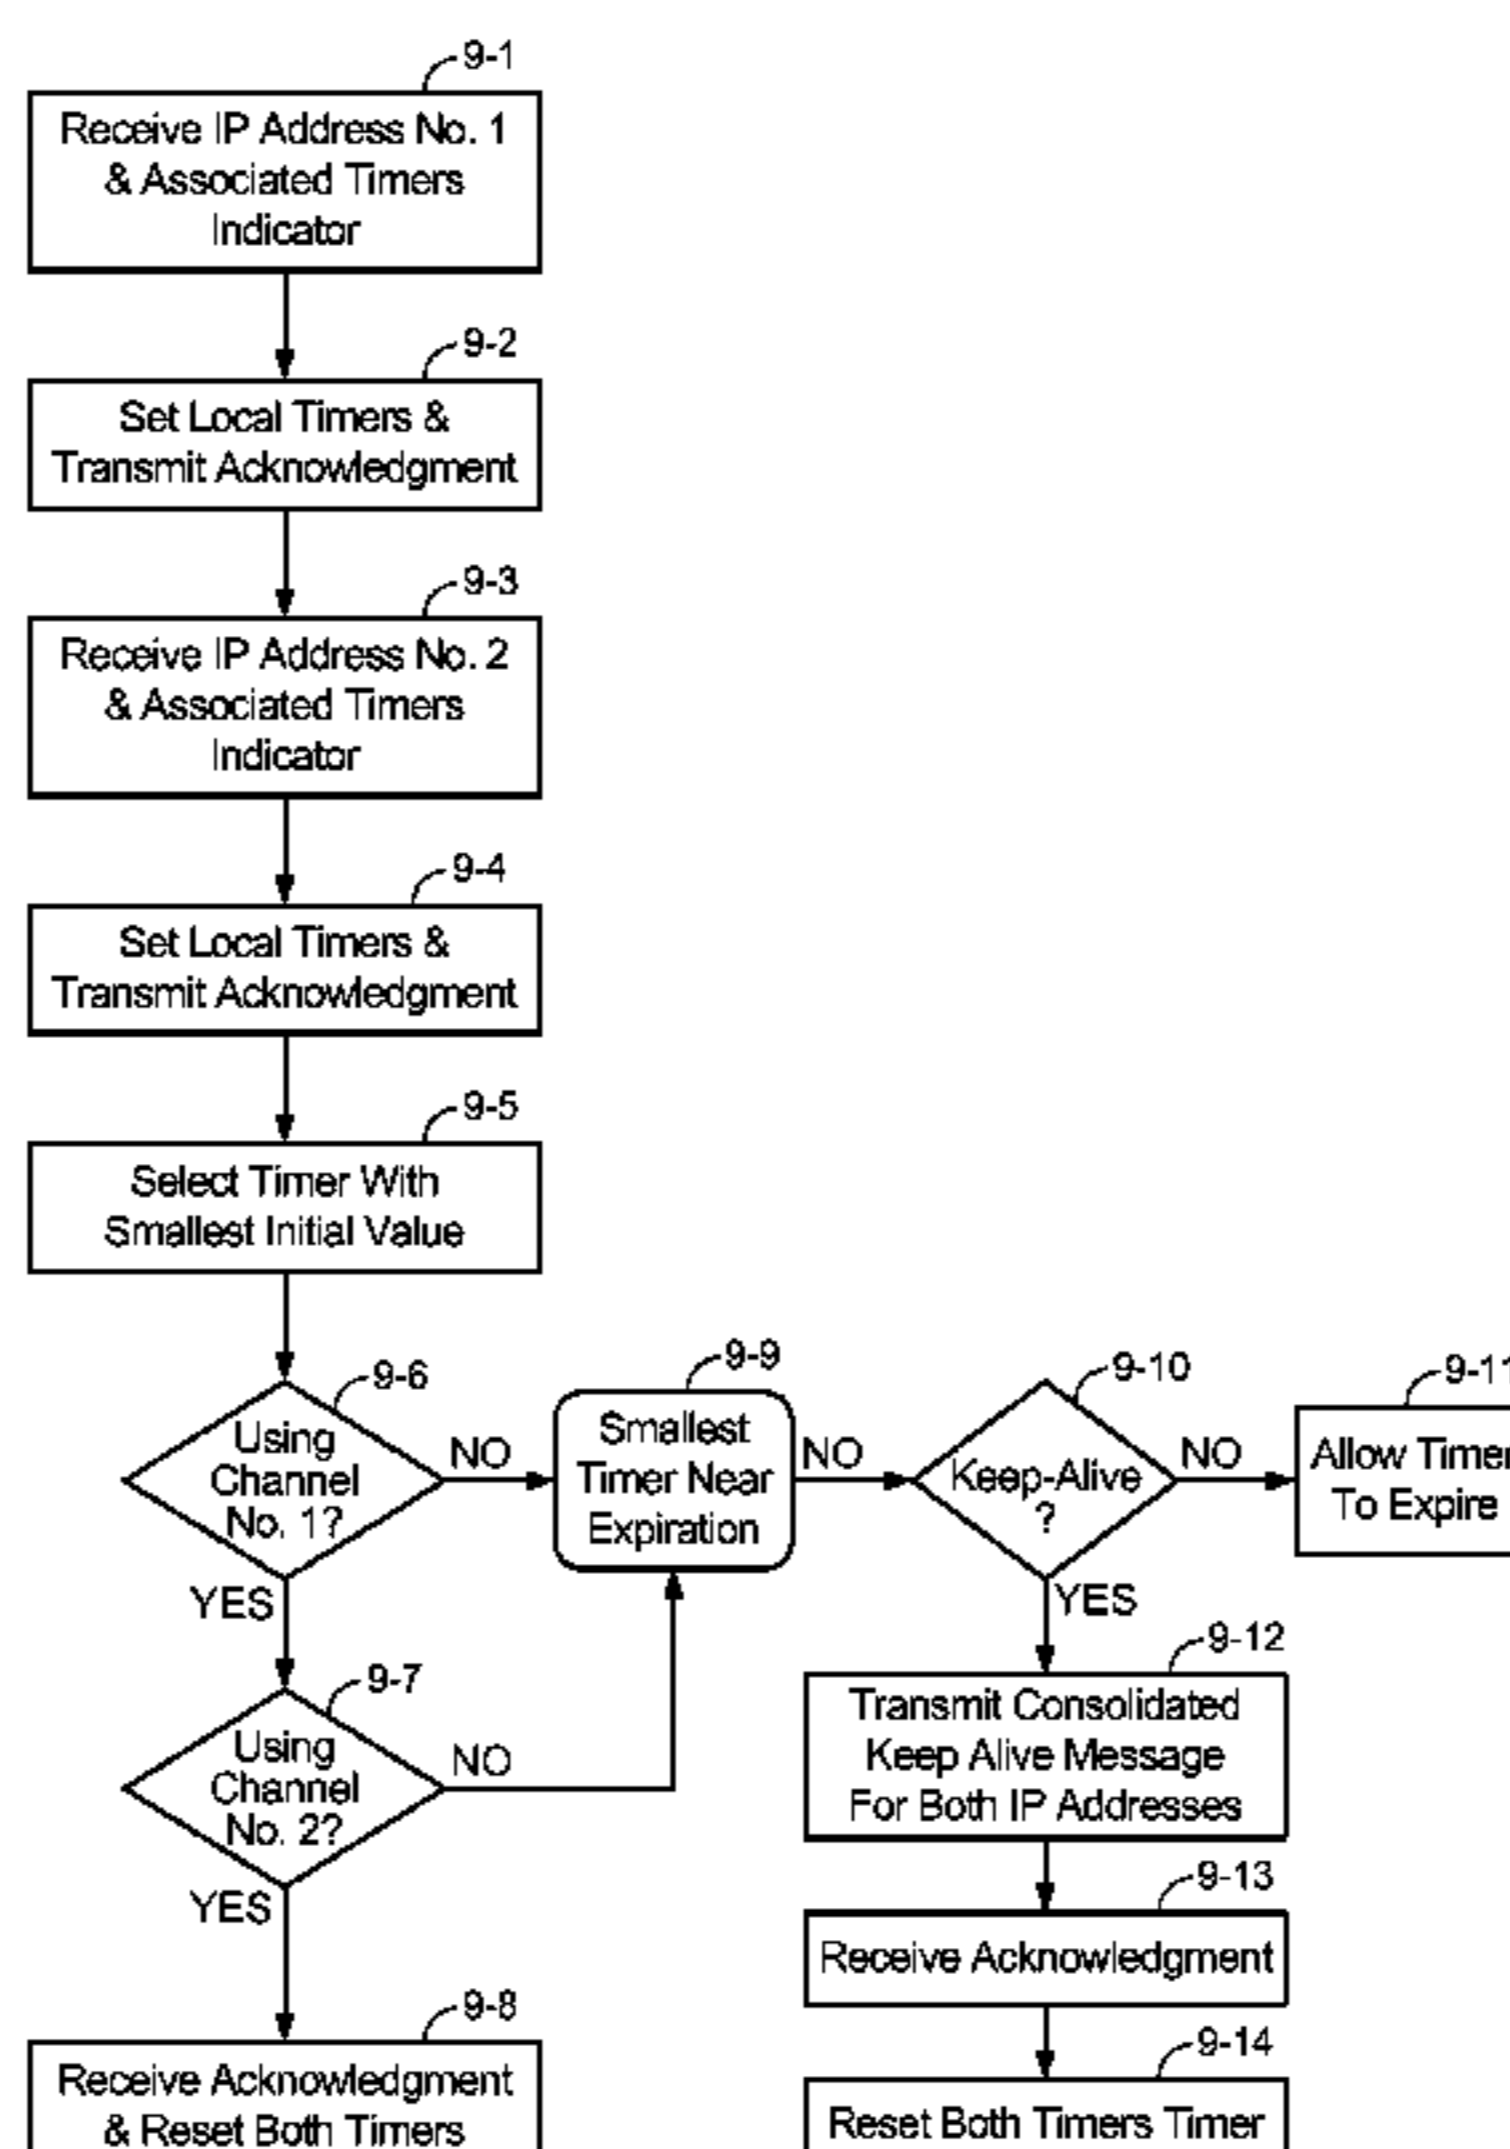 9-1
Receive IP Address No. 1
& Associated Timers
Indicator
9-2
Set Local Timers &
Transmit Acknowledgment
9-3
Receive IP Address No. 2
& Associated Timers
Indicator
9-4
Set Local Timers &
Transmit Acknowledgment
9-5
Select Timer With
Smallest Initial Value
9-6
Using
Channel
No. 1?
NO
YES
9-9
Smallest
Timer Near
Expiration
NO
9-10
Keep-Alive
?
NO
YES
9-11
Allow Timer
To Expire
9-7
Using
Channel
No. 2?
NO
YES
9-8
Receive Acknowledgment
& Reset Both Timers
9-12
Transmit Consolidated
Keep Alive Message
For Both IP Addresses
9-13
Receive Acknowledgment
9-14
Reset Both Timers Timer